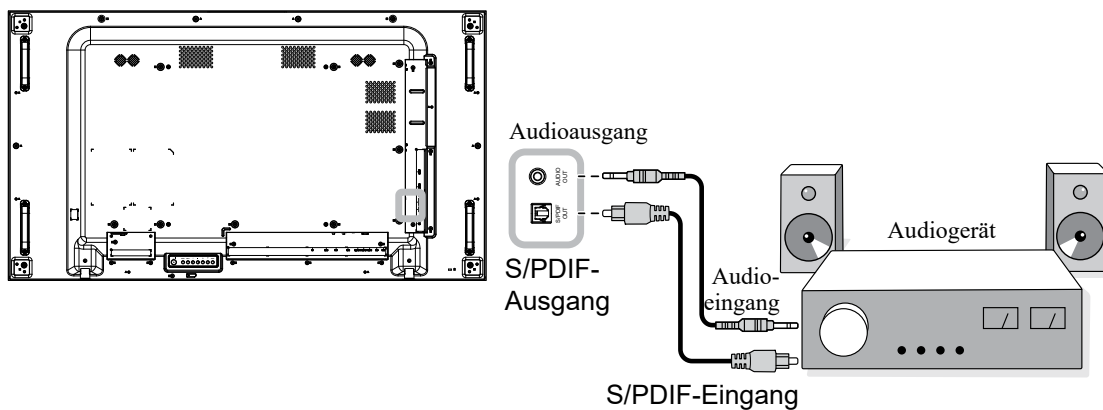 Audioausgang
AUDIO
OUT
S/PDIF
OUT
S/PDIF-
Ausgang
Audiogerät
Audio-
eingang
S/PDIF-Eingang